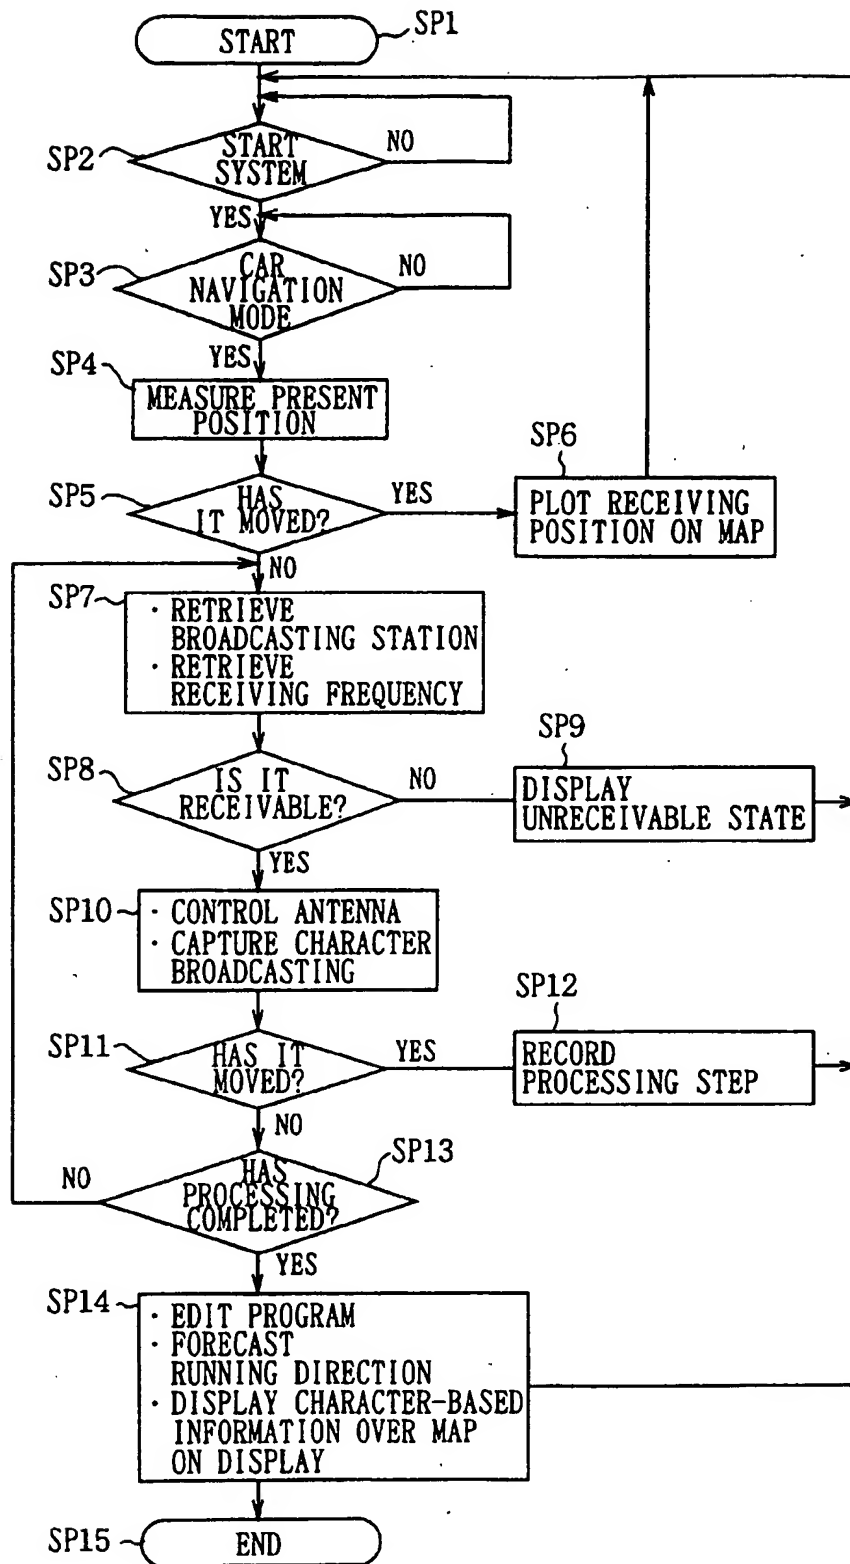 START
SP1
SP2
START
SYSTEM
NO
YES
SP3
CAR
NAVIGATION
MODE
NO
YES
SP4
MEASURE PRESENT
POSITION
SP5
HAS
IT MOVED?
YES
SP6
PLOT RECEIVING
POSITION ON MAP
NO
SP7
· RETRIEVE
BROADCASTING STATION
· RETRIEVE
RECEIVING FREQUENCY
SP8
IS IT
RECEIVABLE?
NO
SP9
DISPLAY
UNRECEIVABLE STATE
YES
SP10
· CONTROL ANTENNA
· CAPTURE CHARACTER
BROADCASTING
SP11
HAS IT
MOVED?
YES
SP12
RECORD
PROCESSING STEP
NO
SP13
HAS
PROCESSING
COMPLETED?
NO
YES
SP14
· EDIT PROGRAM
· FORECAST
RUNNING DIRECTION
· DISPLAY CHARACTER-BASED
INFORMATION OVER MAP
ON DISPLAY
SP15
END